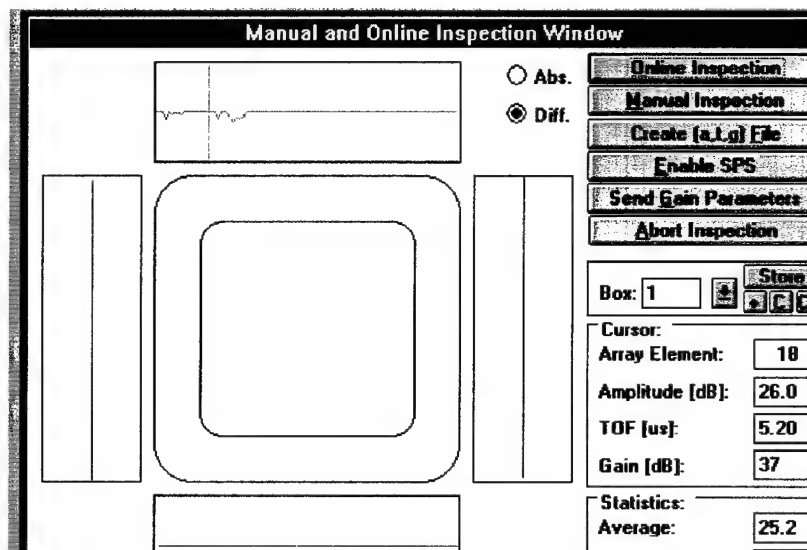 Manual and Online Inspection Window
Abs.
Diff.
Online Inspection
Manual Inspection
Create (a,t,g) File
Enable SPS
Send Gain Parameters
Abort Inspection
Box: 1
Store
C
Cursor:
Array Element: 18
Amplitude [dB]: 26.0
TOF [us]: 5.20
Gain [dB]: 37
Statistics:
Average: 25.2